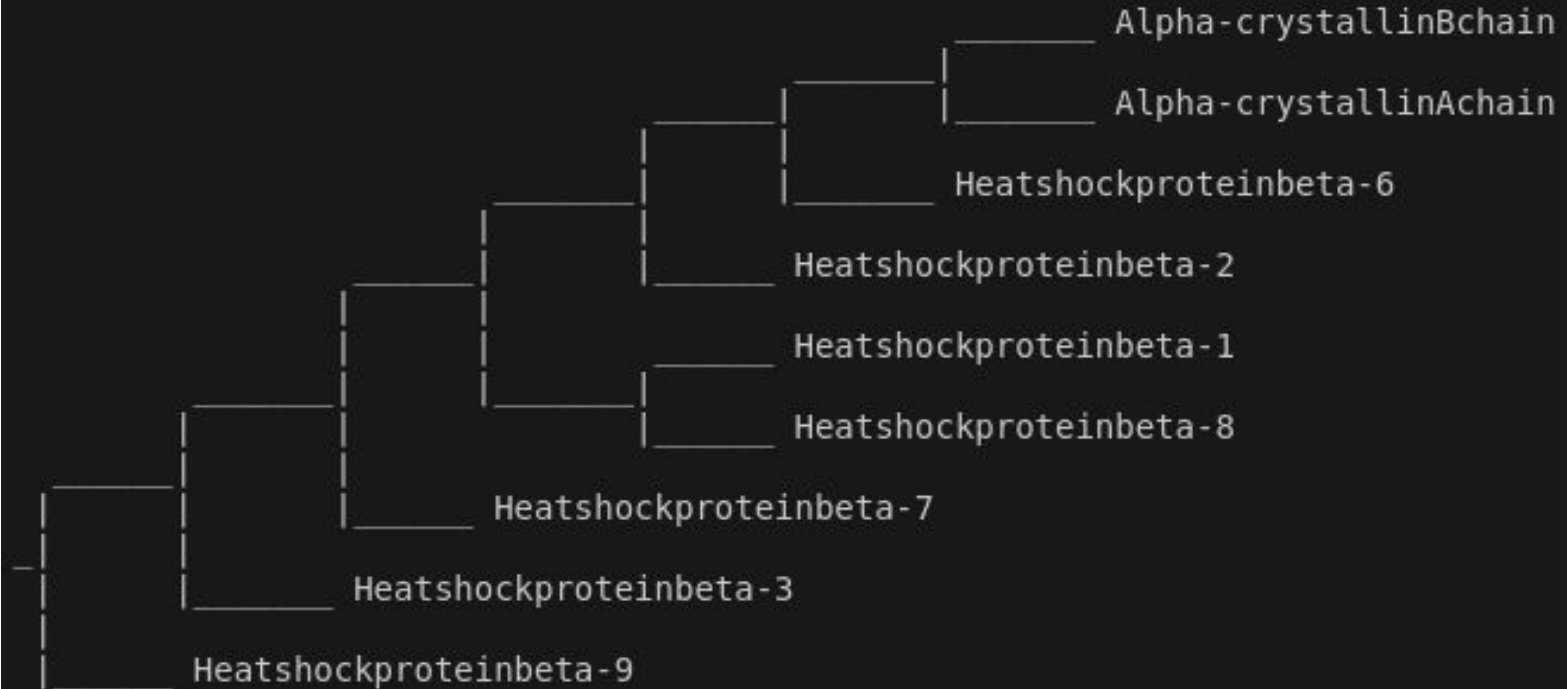 Alpha-crystallinBchain
Alpha-crystallinAchain
Heatshockproteinbeta-6
Heatshockproteinbeta-2
Heatshockproteinbeta-1
Heatshockproteinbeta-8
Heatshockproteinbeta-7
Heatshockproteinbeta-3
Heatshockproteinbeta-9